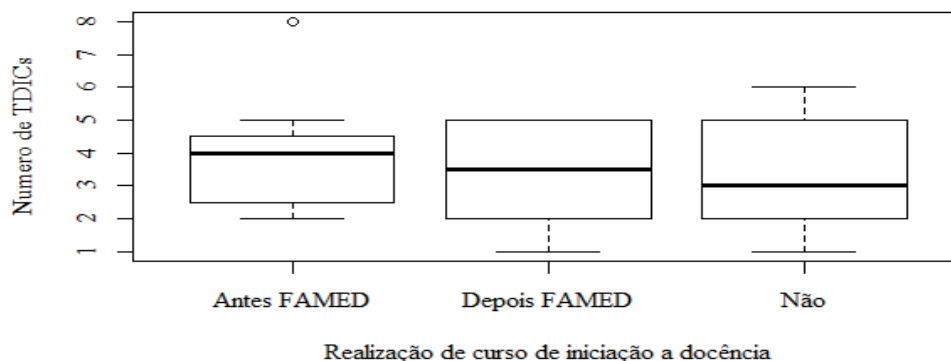 Numero de TDICs
8
7
6
5
4
3
2
1
Antes FAMED Depois FAMED Não
Realização de curso de iniciação a docência